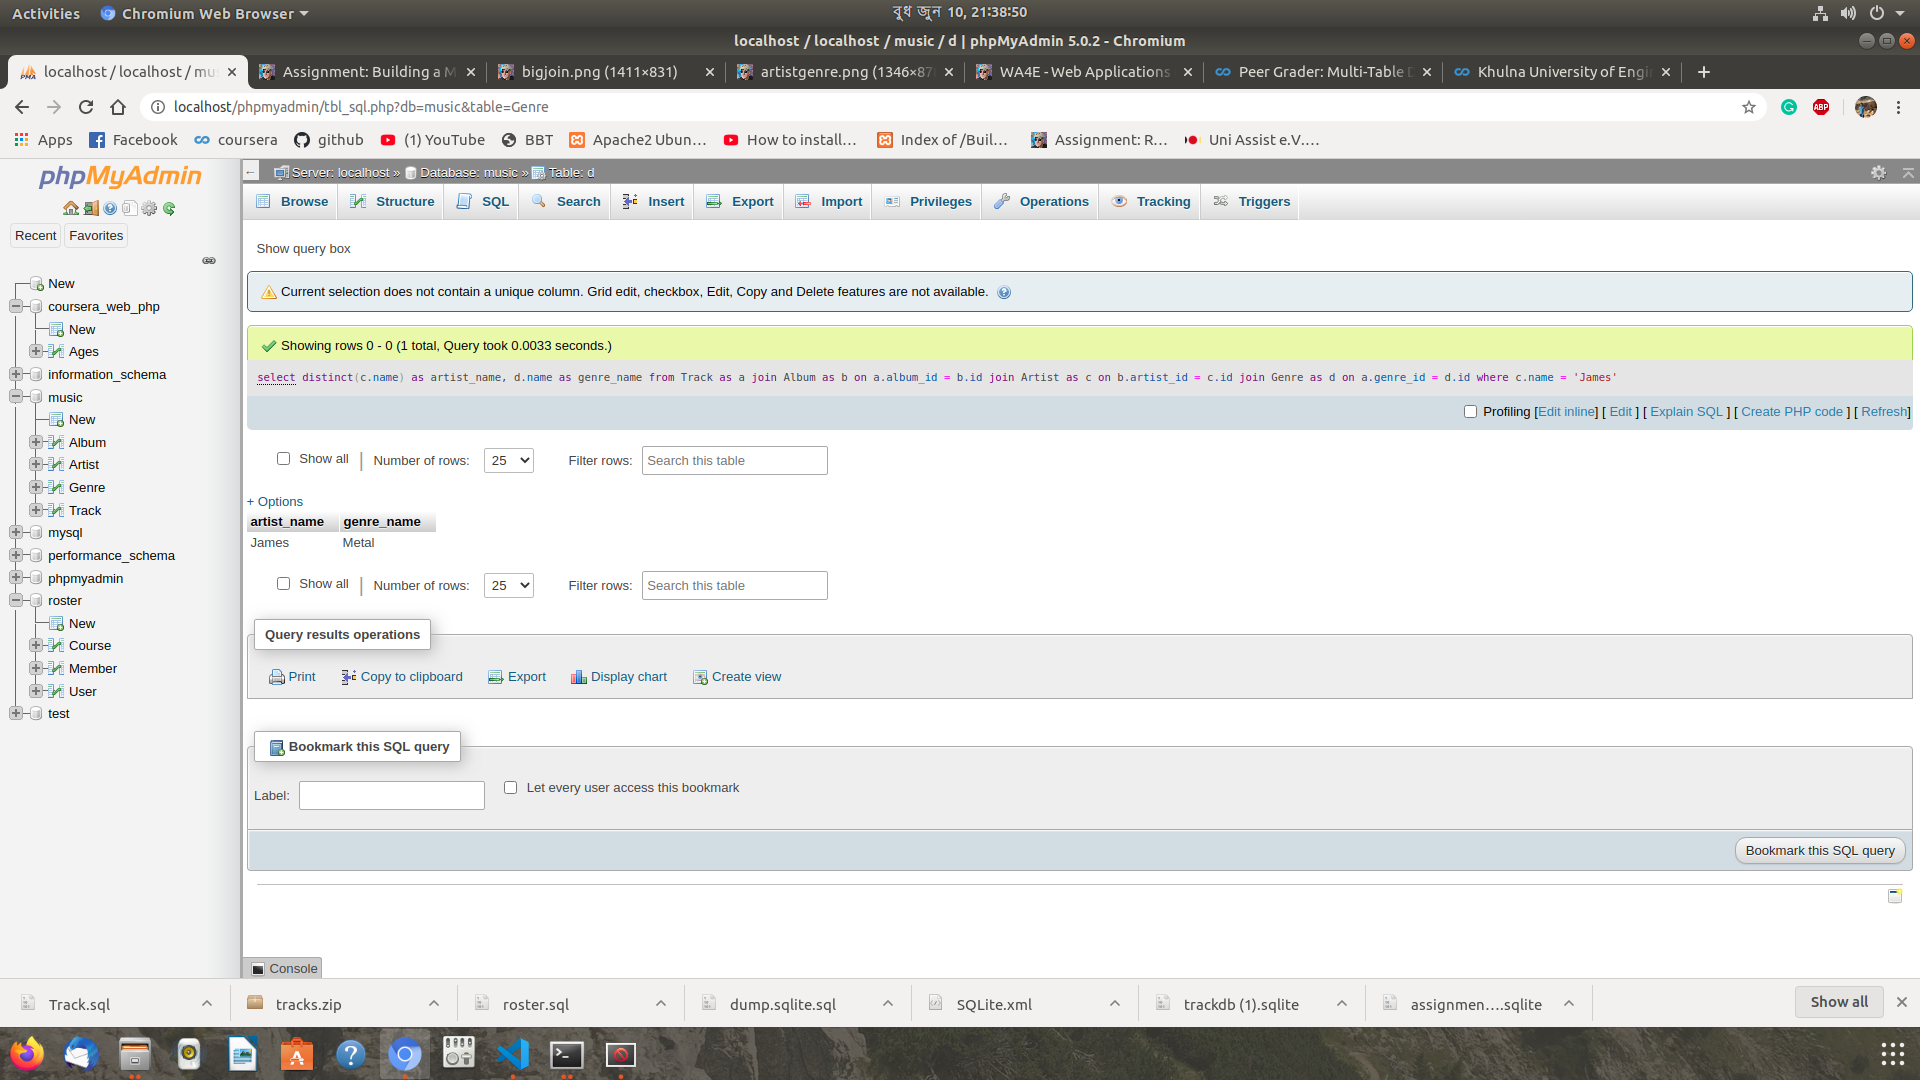 Activities
Chromium Web Browser
বুধ জুন 10, 21:38:50
localhost / localhost / music / d | phpMyAdmin 5.0.2 - Chromium
localhost / localhost / mus
Assignment: Building a M
bigjoin.png (1411×831)
artistgenre.png (1346×87
WA4E - Web Applications
Peer Grader: Multi-Table D
Khulna University of Engi
localhost/phpmyadmin/tbl_sql.php?db=music&table=Genre
ABP
Apps
Facebook
coursera
github
(1) YouTube
BBT
Apache2 Ubun…
How to install…
Index of /Buil…
Assignment: R…
Uni Assist e.V.…
phpMyAdmin
Recent
Favorites
New
coursera_web_php
New
Ages
information_schema
music
New
Album
Artist
Genre
Track
mysql
performance_schema
phpmyadmin
roster
New
Course
Member
User
test
Server: localhost » Database: music » Table: d
Browse
Structure
SQL
Search
Insert
Export
Import
Privileges
Operations
Tracking
Triggers
Show query box
Current selection does not contain a unique column. Grid edit, checkbox, Edit, Copy and Delete features are not available.
Showing rows 0 - 0 (1 total, Query took 0.0033 seconds.)
select distinct(c.name) as artist_name, d.name as genre_name from Track as a join Album as b on a.album_id = b.id join Artist as c on b.artist_id = c.id join Genre as d on a.genre_id = d.id where c.name = 'James'
Profiling [Edit inline] [ Edit ] [ Explain SQL ] [ Create PHP code ] [ Refresh]
Show all | Number of rows: 25 Filter rows: Search this table
+ Options
artist_name genre_name
James Metal
Show all | Number of rows: 25 Filter rows: Search this table
Query results operations
Print
Copy to clipboard
Export
Display chart
Create view
Bookmark this SQL query
Label:
Let every user access this bookmark
Bookmark this SQL query
Console
Track.sql
tracks.zip
roster.sql
dump.sqlite.sql
SQLite.xml
trackdb (1).sqlite
assignmen….sqlite
Show all